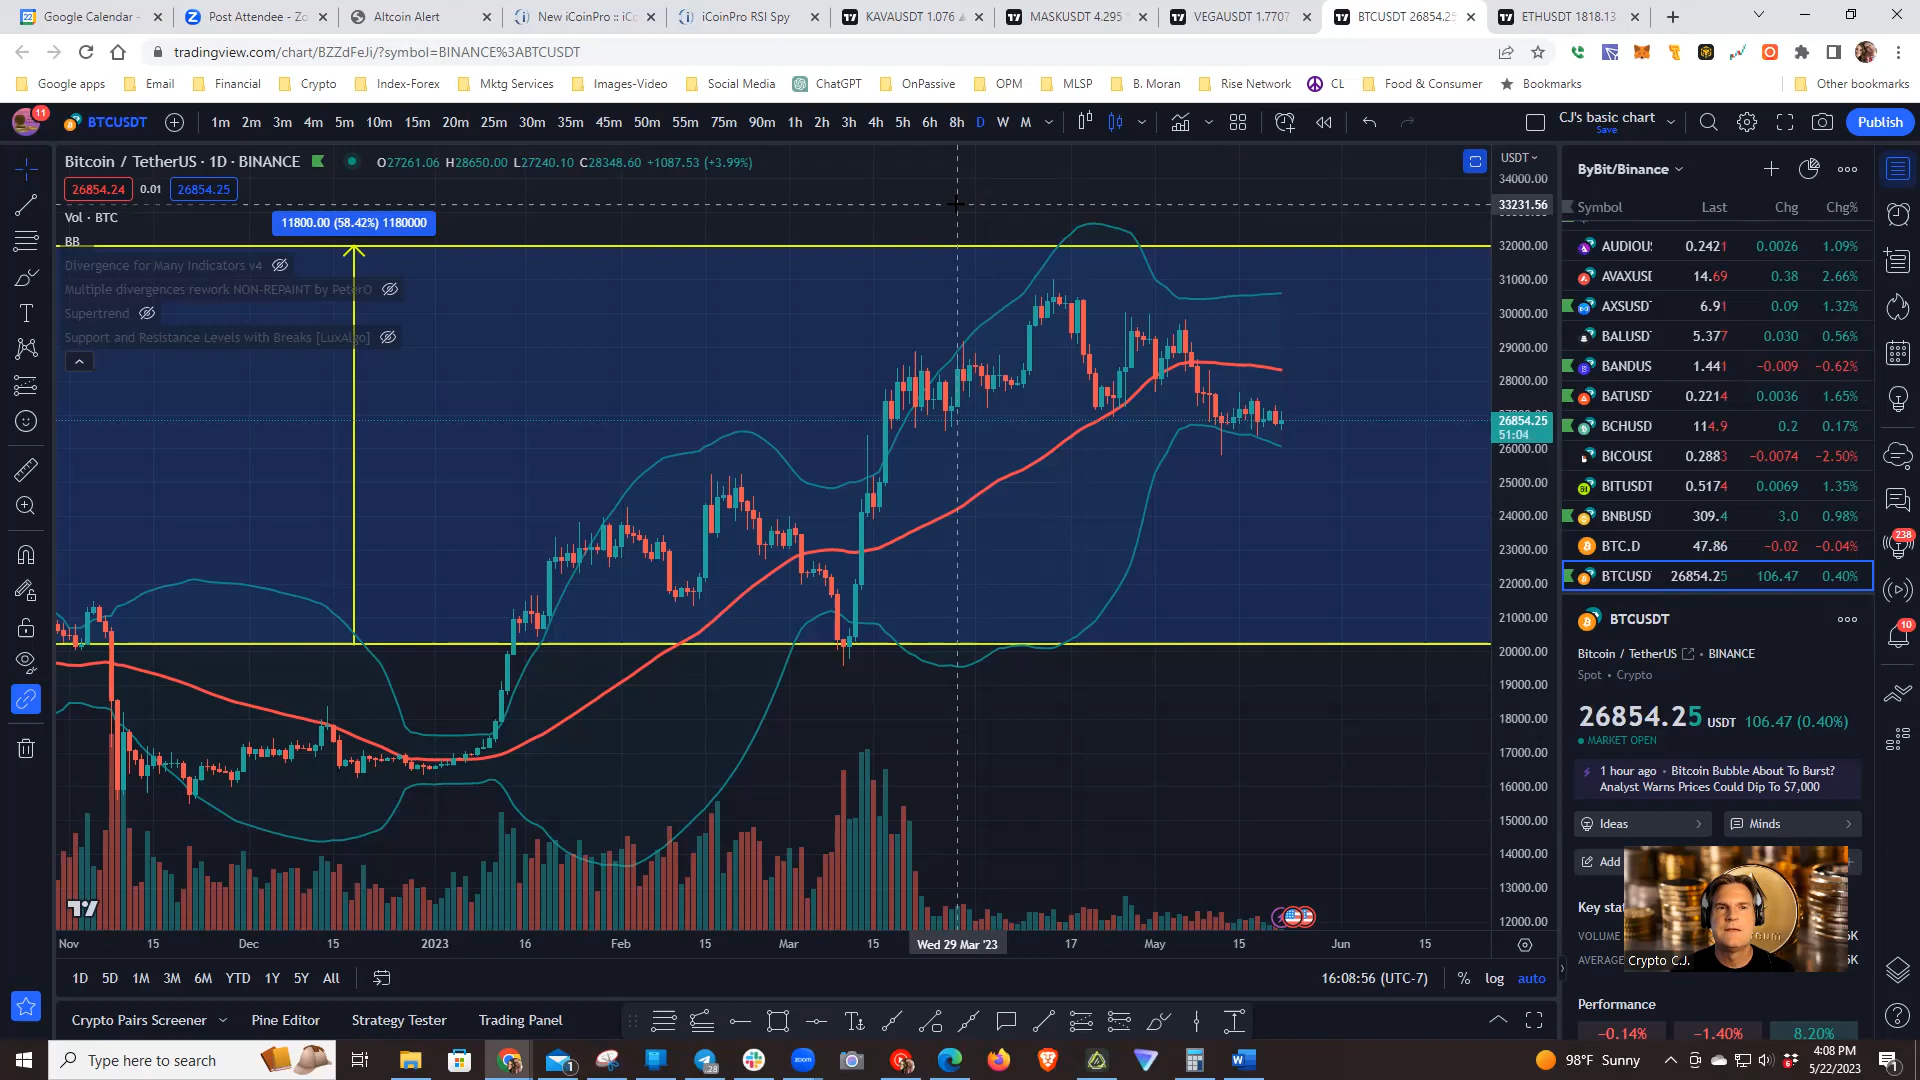 Google Calendar -
Post Attendee - Zo
Altcoin Alert
New iCoinPro :: iC
iCoinPro RSI Spy
KAVAUSDT 1.076
MASKUSDT 4.295
VEGAUSDT 1.7707
BTCUSDT 26854.25
ETHUSDT 1818.13
tradingview.com/chart/BZZdFeJi/?symbol=BINANCE%3ABTCUSDT
Google apps
Email
Financial
Crypto
Index-Forex
Mktg Services
Images-Video
Social Media
ChatGPT
OnPassive
OPM
MLSP
B. Moran
Rise Network
CL
Food & Consumer
Bookmarks
Other bookmarks
11
BTCUSDT
1m 2m 3m 4m 5m 10m 15m 20m 25m 30m 35m 45m 50m 55m 75m 90m 1h 2h 3h 4h 5h 6h 8h D W M
CJ's basic chart
Save
Publish
Bitcoin / TetherUS · 1D · BINANCE
O27261.06 H28650.00 L27240.10 C28348.60 +1087.53 (+3.99%)
26854.24 0.01 26854.25
Vol · BTC
BB
Divergence for Many Indicators v4
Multiple divergences rework NON-REPAINT by PeterO
Supertrend
Support and Resistance Levels with Breaks [LuxAlgo]
11800.00 (58.42%) 1180000
USDT
34000.00
33231.56
32000.00
31000.00
30000.00
29000.00
28000.00
26854.25
51:04
26000.00
25000.00
24000.00
23000.00
22000.00
21000.00
20000.00
19000.00
18000.00
17000.00
16000.00
15000.00
14000.00
13000.00
12000.00
Nov 15 Dec 15 2023 16 Feb 15 Mar 15 Wed 29 Mar '23 17 May 15 Jun 15
1D 5D 1M 3M 6M YTD 1Y 5Y All
16:08:56 (UTC-7) % log auto
Crypto Pairs Screener
Pine Editor
Strategy Tester
Trading Panel
ByBit/Binance
Symbol Last Chg Chg%
AUDIOU 0.2421 0.0026 1.09%
AVAXUSD 14.69 0.38 2.66%
AXSUSD 6.91 0.09 1.32%
BALUSD 5.377 0.030 0.56%
BANDUS 1.441 −0.009 −0.62%
BATUSD 0.2214 0.0036 1.65%
BCHUSD 114.9 0.2 0.17%
BICOUSD 0.2883 −0.0074 −2.50%
BITUSDT 0.5174 0.0069 1.35%
BNBUSD 309.4 3.0 0.98%
BTC.D 47.86 −0.02 −0.04%
BTCUSD 26854.25 106.47 0.40%
BTCUSDT
Bitcoin / TetherUS • BINANCE
Spot • Crypto
26854.25 USDT 106.47 (0.40%)
MARKET OPEN
1 hour ago • Bitcoin Bubble About To Burst?
Analyst Warns Prices Could Dip To $7,000
Ideas
Minds
Add
Key sta
VOLUME
AVERAGE
Crypto C.J.
Performance
−0.14% −1.40% 8.20%
238
10
Type here to search
98°F Sunny
4:08 PM
5/22/2023